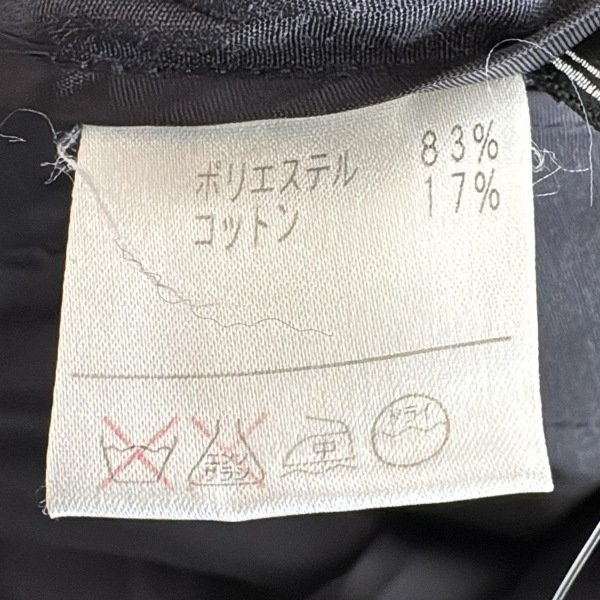 ポリエステル 83%
コットン 17%
エンソ
サラシ
中
ドライ